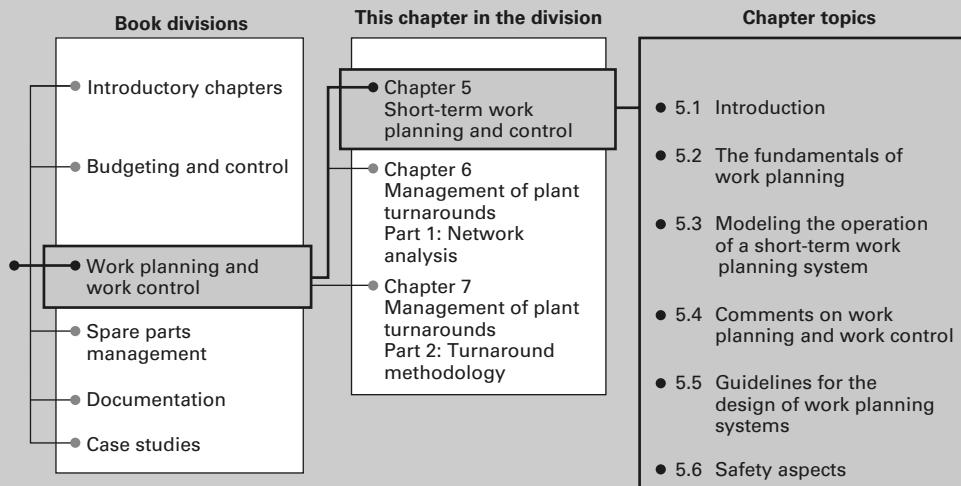 Book divisions
Introductory chapters
Budgeting and control
Work planning and
work control
Spare parts
management
Documentation
Case studies
This chapter in the division
Chapter 5
Short-term work
planning and control
Chapter 6
Management of plant
turnarounds
Part 1: Network
analysis
Chapter 7
Management of plant
turnarounds
Part 2: Turnaround
methodology
Chapter topics
5.1 Introduction
5.2 The fundamentals of
work planning
5.3 Modeling the operation
of a short-term work
planning system
5.4 Comments on work
planning and work control
5.5 Guidelines for the
design of work planning
systems
5.6 Safety aspects